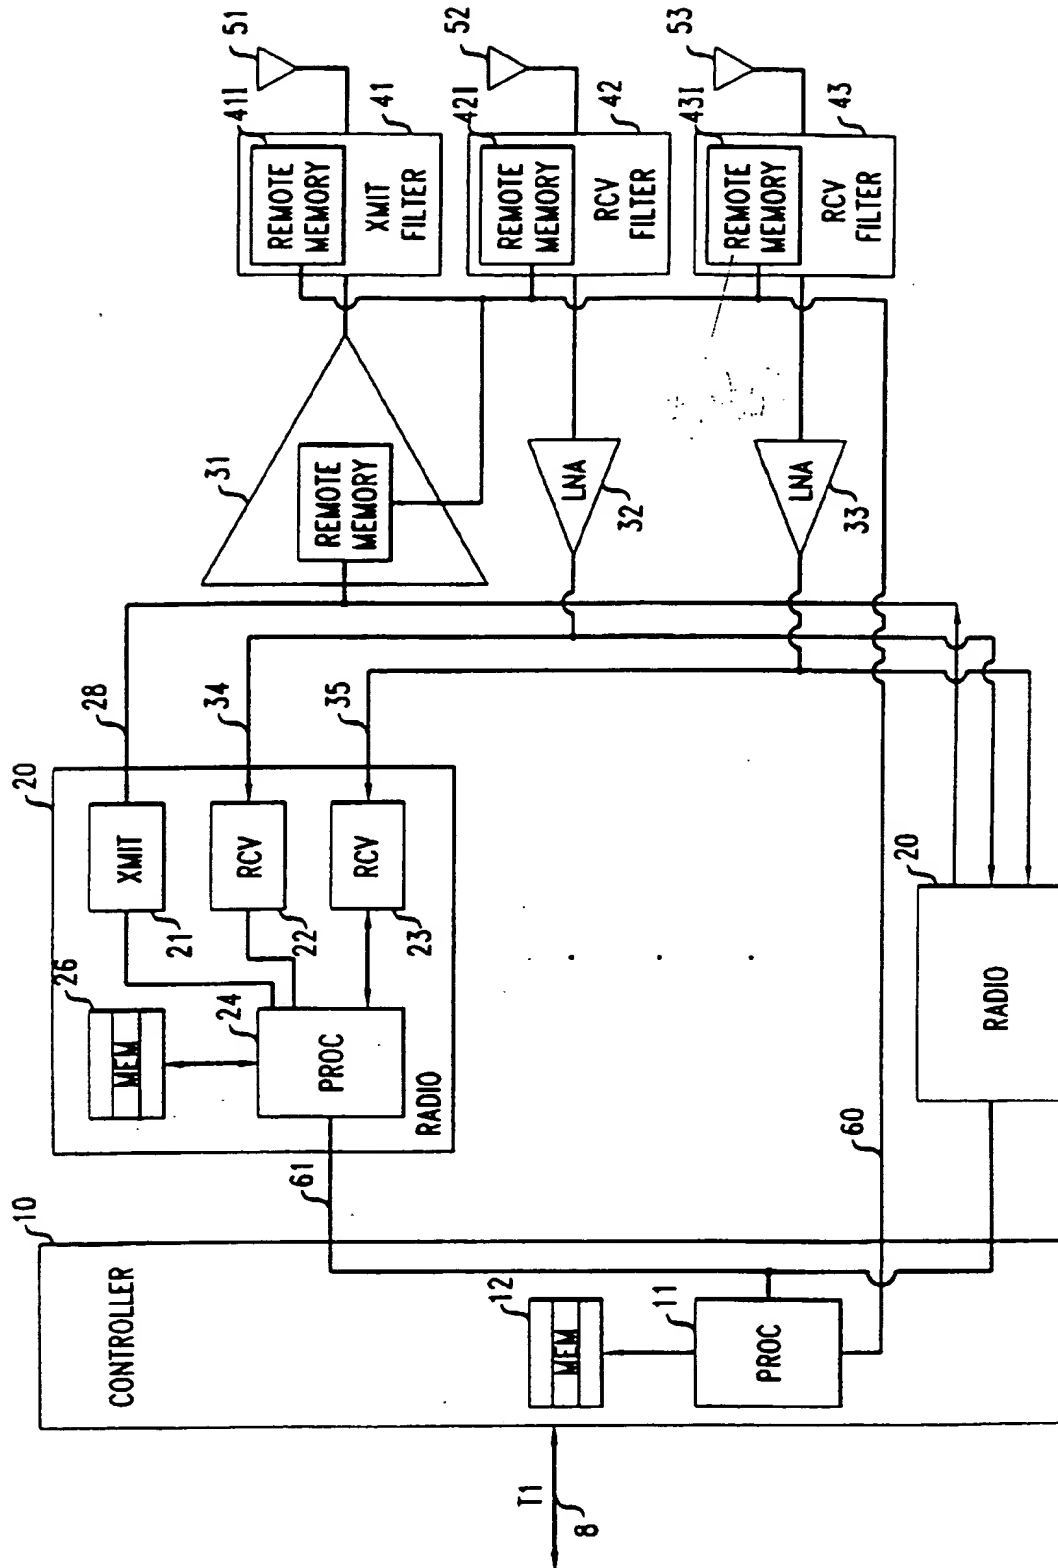 T1
8
CONTROLLER
10
MEM
12
PROC
11
61
60
RADIO
20
MEM
26
PROC
24
XMIT
21
RCV
22
RCV
23
28
34
35
RADIO
20
REMOTE
MEMORY
31
LNA
32
LNA
33
REMOTE
MEMORY
411
XMIT
FILTER
41
51
REMOTE
MEMORY
421
RCV
FILTER
42
52
REMOTE
MEMORY
431
RCV
FILTER
43
53